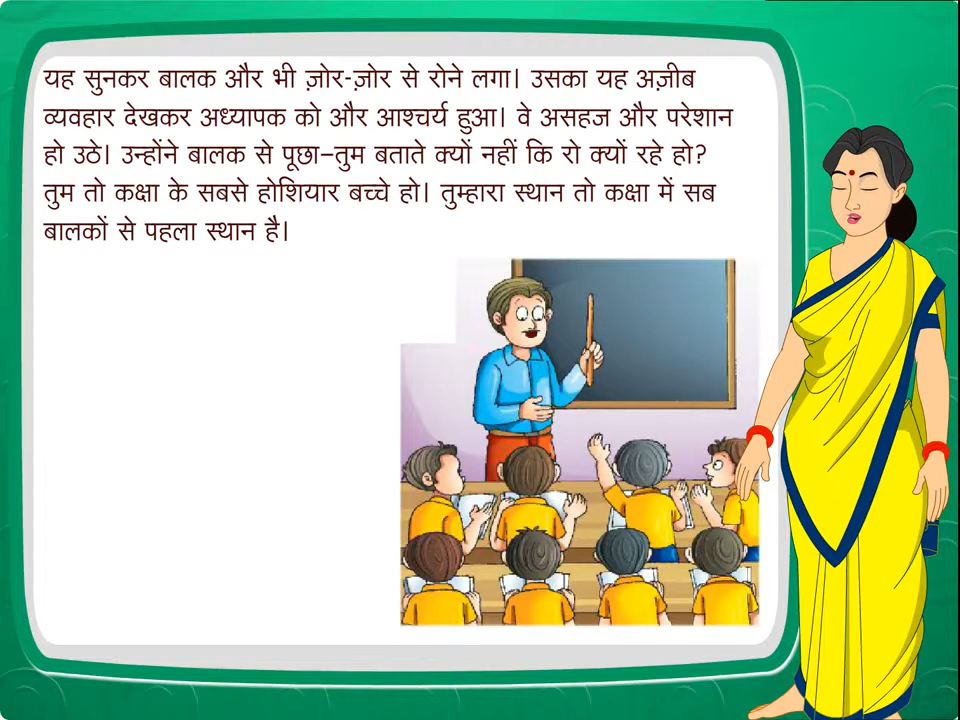 यह सुनकर बालक और भी ज़ोर-ज़ोर से रोने लगा। उसका यह अज़ीब
व्यवहार देखकर अध्यापक को और आश्चर्य हुआ। वे असहज और परेशान
हो उठे। उन्होंने बालक से पूछा–तुम बताते क्यों नहीं कि रो क्यों रहे हो?
तुम तो कक्षा के सबसे होशियार बच्चे हो। तुम्हारा स्थान तो कक्षा में सब
बालकों से पहला स्थान है।